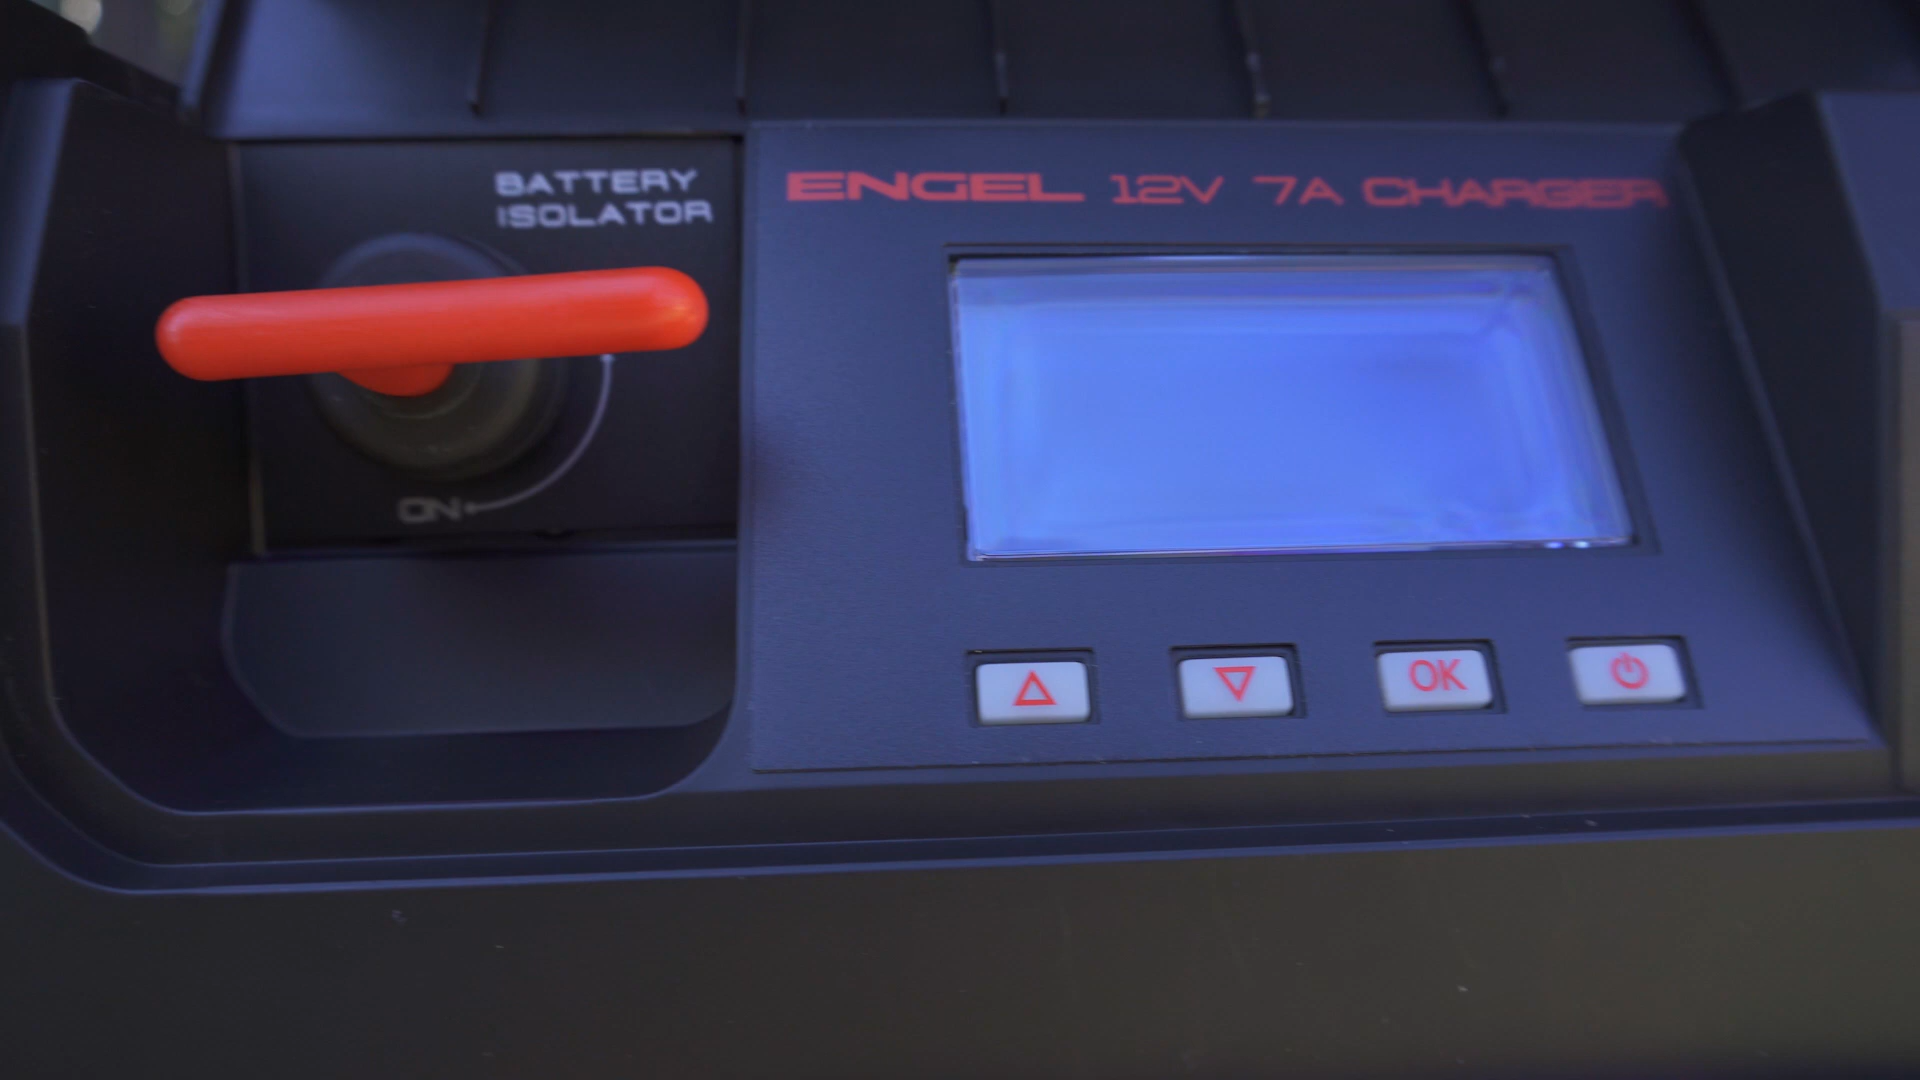 BATTERY
ISOLATOR
ENGEL 12V 7A CHARGER
ON
OK